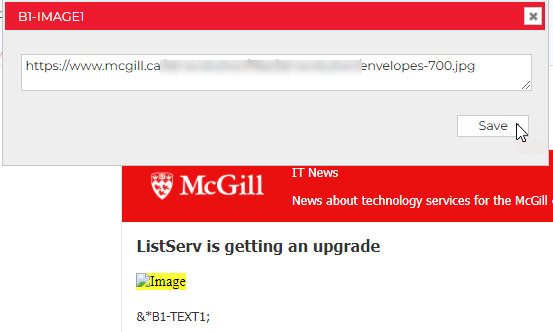 B1-IMAGE1
https://www.mcgill.ca envelopes-700.jpg
Save
McGill
IT News
News about technology services for the McGill
ListServ is getting an upgrade
Image
&*B1-TEXT1;